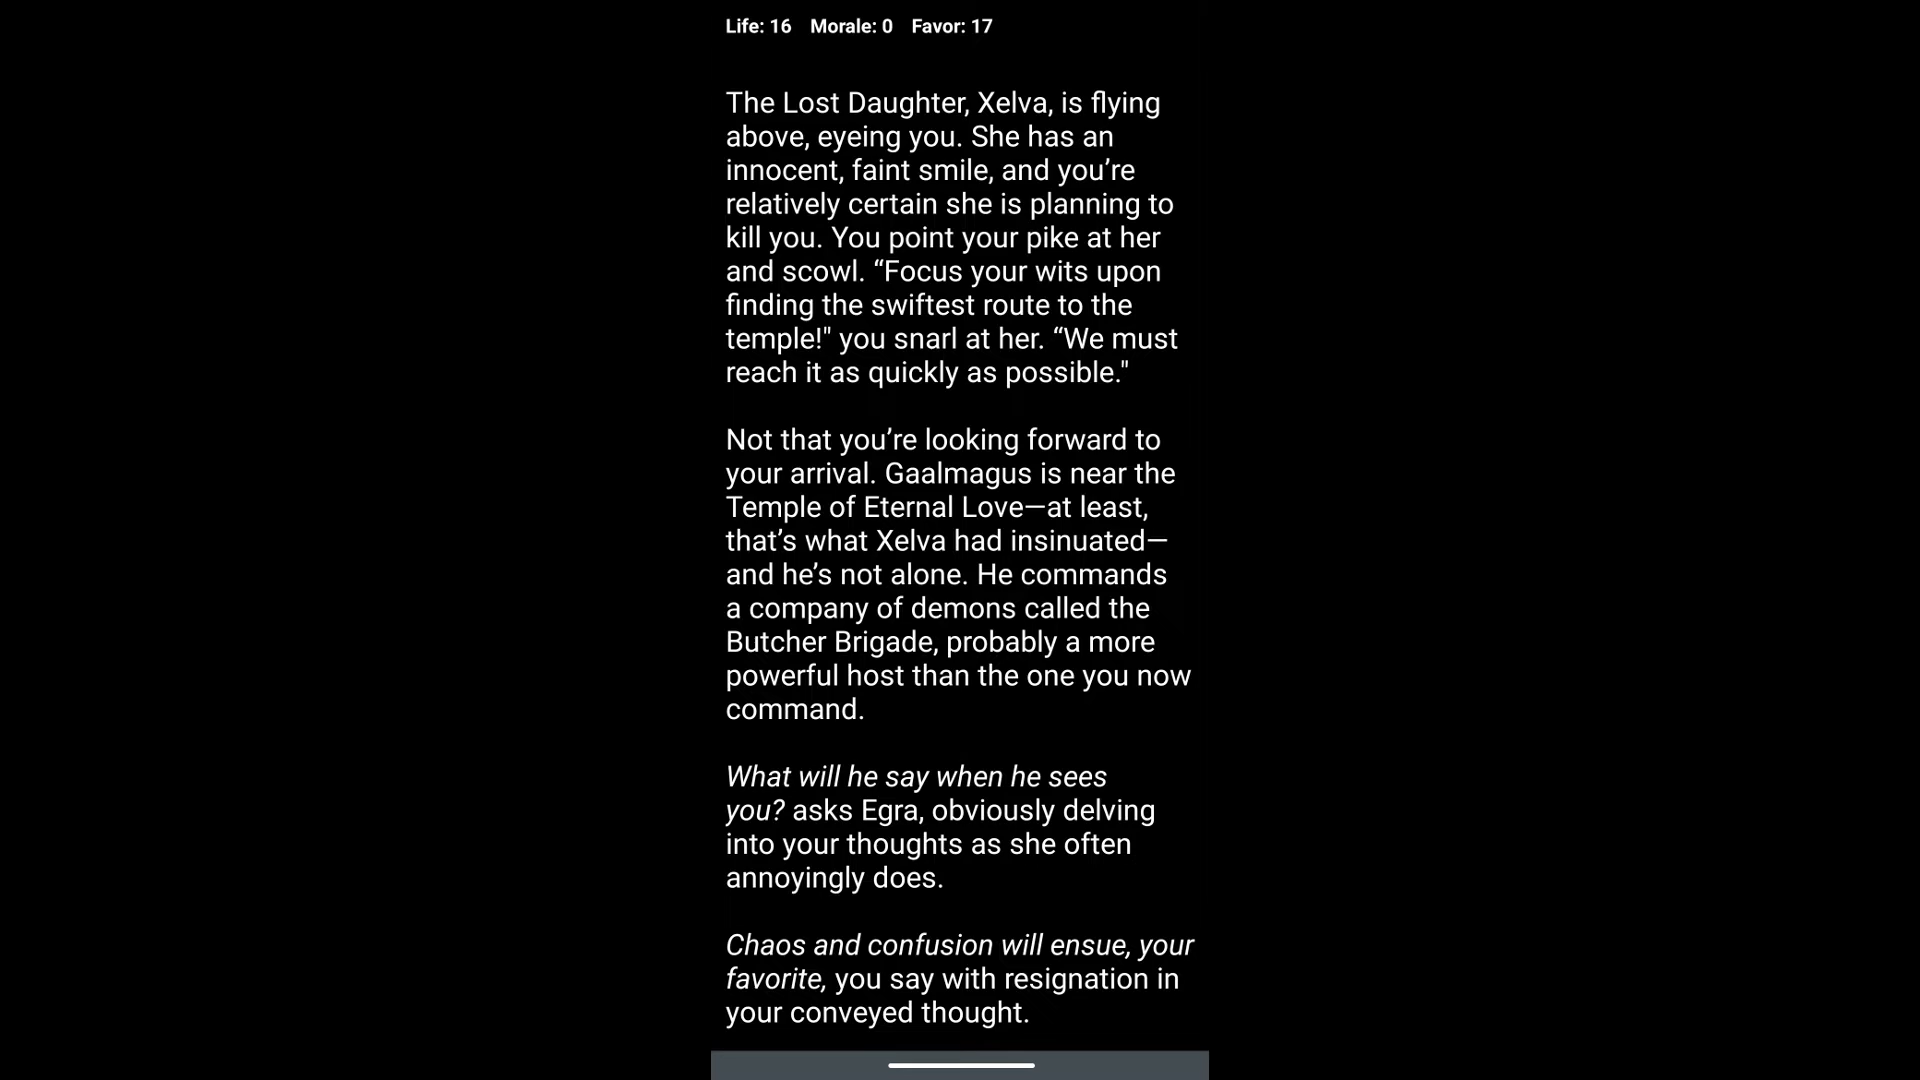 Life: 16 Morale: 0 Favor: 17
The Lost Daughter, Xelva, is flying
above, eyeing you. She has an
innocent, faint smile, and you’re
relatively certain she is planning to
kill you. You point your pike at her
and scowl. “Focus your wits upon
finding the swiftest route to the
temple!" you snarl at her. “We must
reach it as quickly as possible."
Not that you’re looking forward to
your arrival. Gaalmagus is near the
Temple of Eternal Love—at least,
that’s what Xelva had insinuated—
and he’s not alone. He commands
a company of demons called the
Butcher Brigade, probably a more
powerful host than the one you now
command.
What will he say when he sees
you? asks Egra, obviously delving
into your thoughts as she often
annoyingly does.
Chaos and confusion will ensue, your
favorite, you say with resignation in
your conveyed thought.